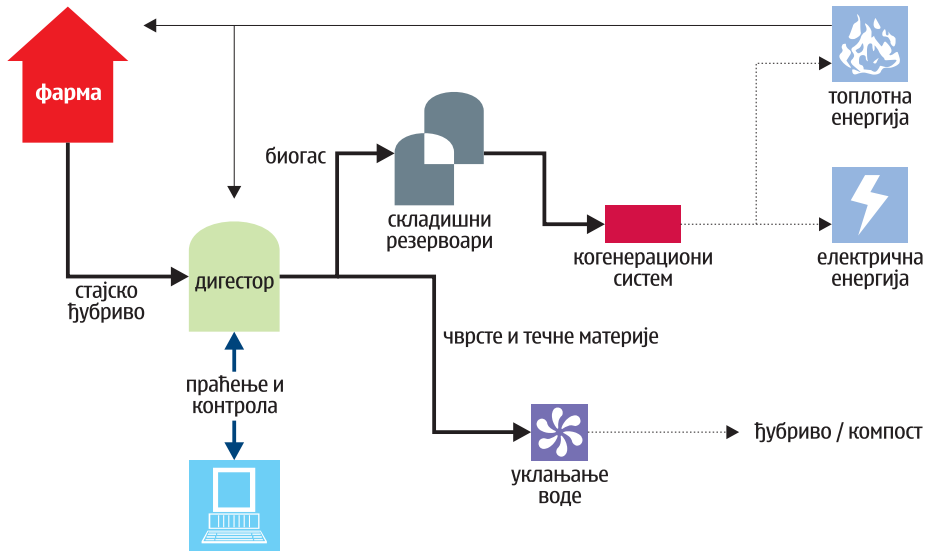 фарма
топлотна
енергија
биогас
складишни
резервоари
когенерациони
систем
електрична
енергија
дигестор
стајско
ђубриво
чврсте и течне материје
праћење и
контрола
уклањање
воде
ђубриво / компост